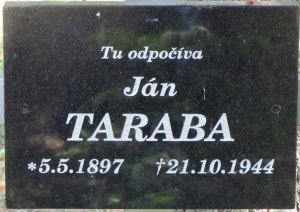 Tu odpočíva
Ján
TARABA
*5.5.1897 †21.10.1944